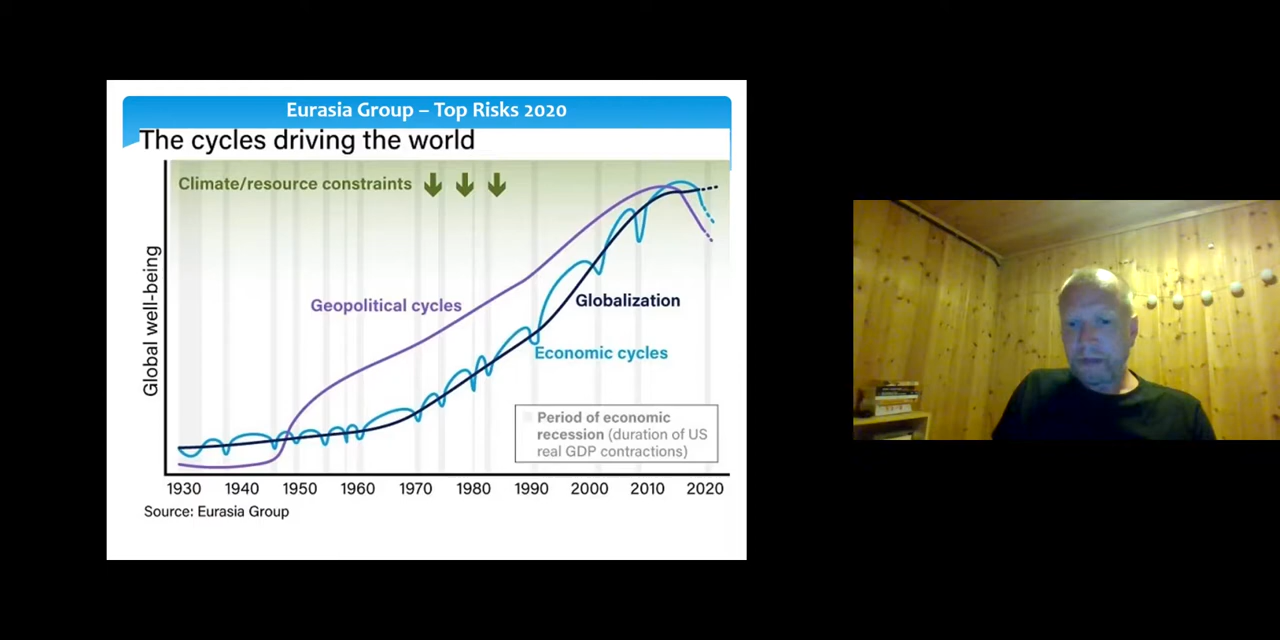 Eurasia Group – Top Risks 2020
The cycles driving the world
Climate/resource constraints
Global well-being
Geopolitical cycles
Globalization
Economic cycles
Period of economic
recession (duration of US
real GDP contractions)
1930 1940 1950 1960 1970 1980 1990 2000 2010 2020
Source: Eurasia Group